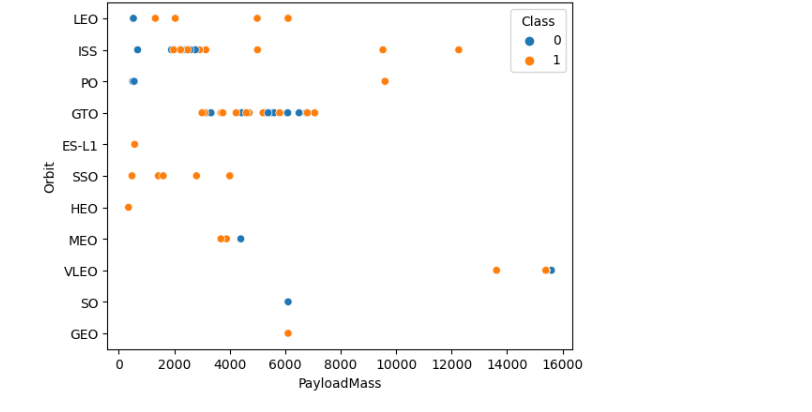 LEO
ISS
PO
GTO
ES-L1
SSO
HEO
MEO
VLEO
SO
GEO
Orbit
Class
0
1
0 2000 4000 6000 8000 10000 12000 14000 16000
PayloadMass